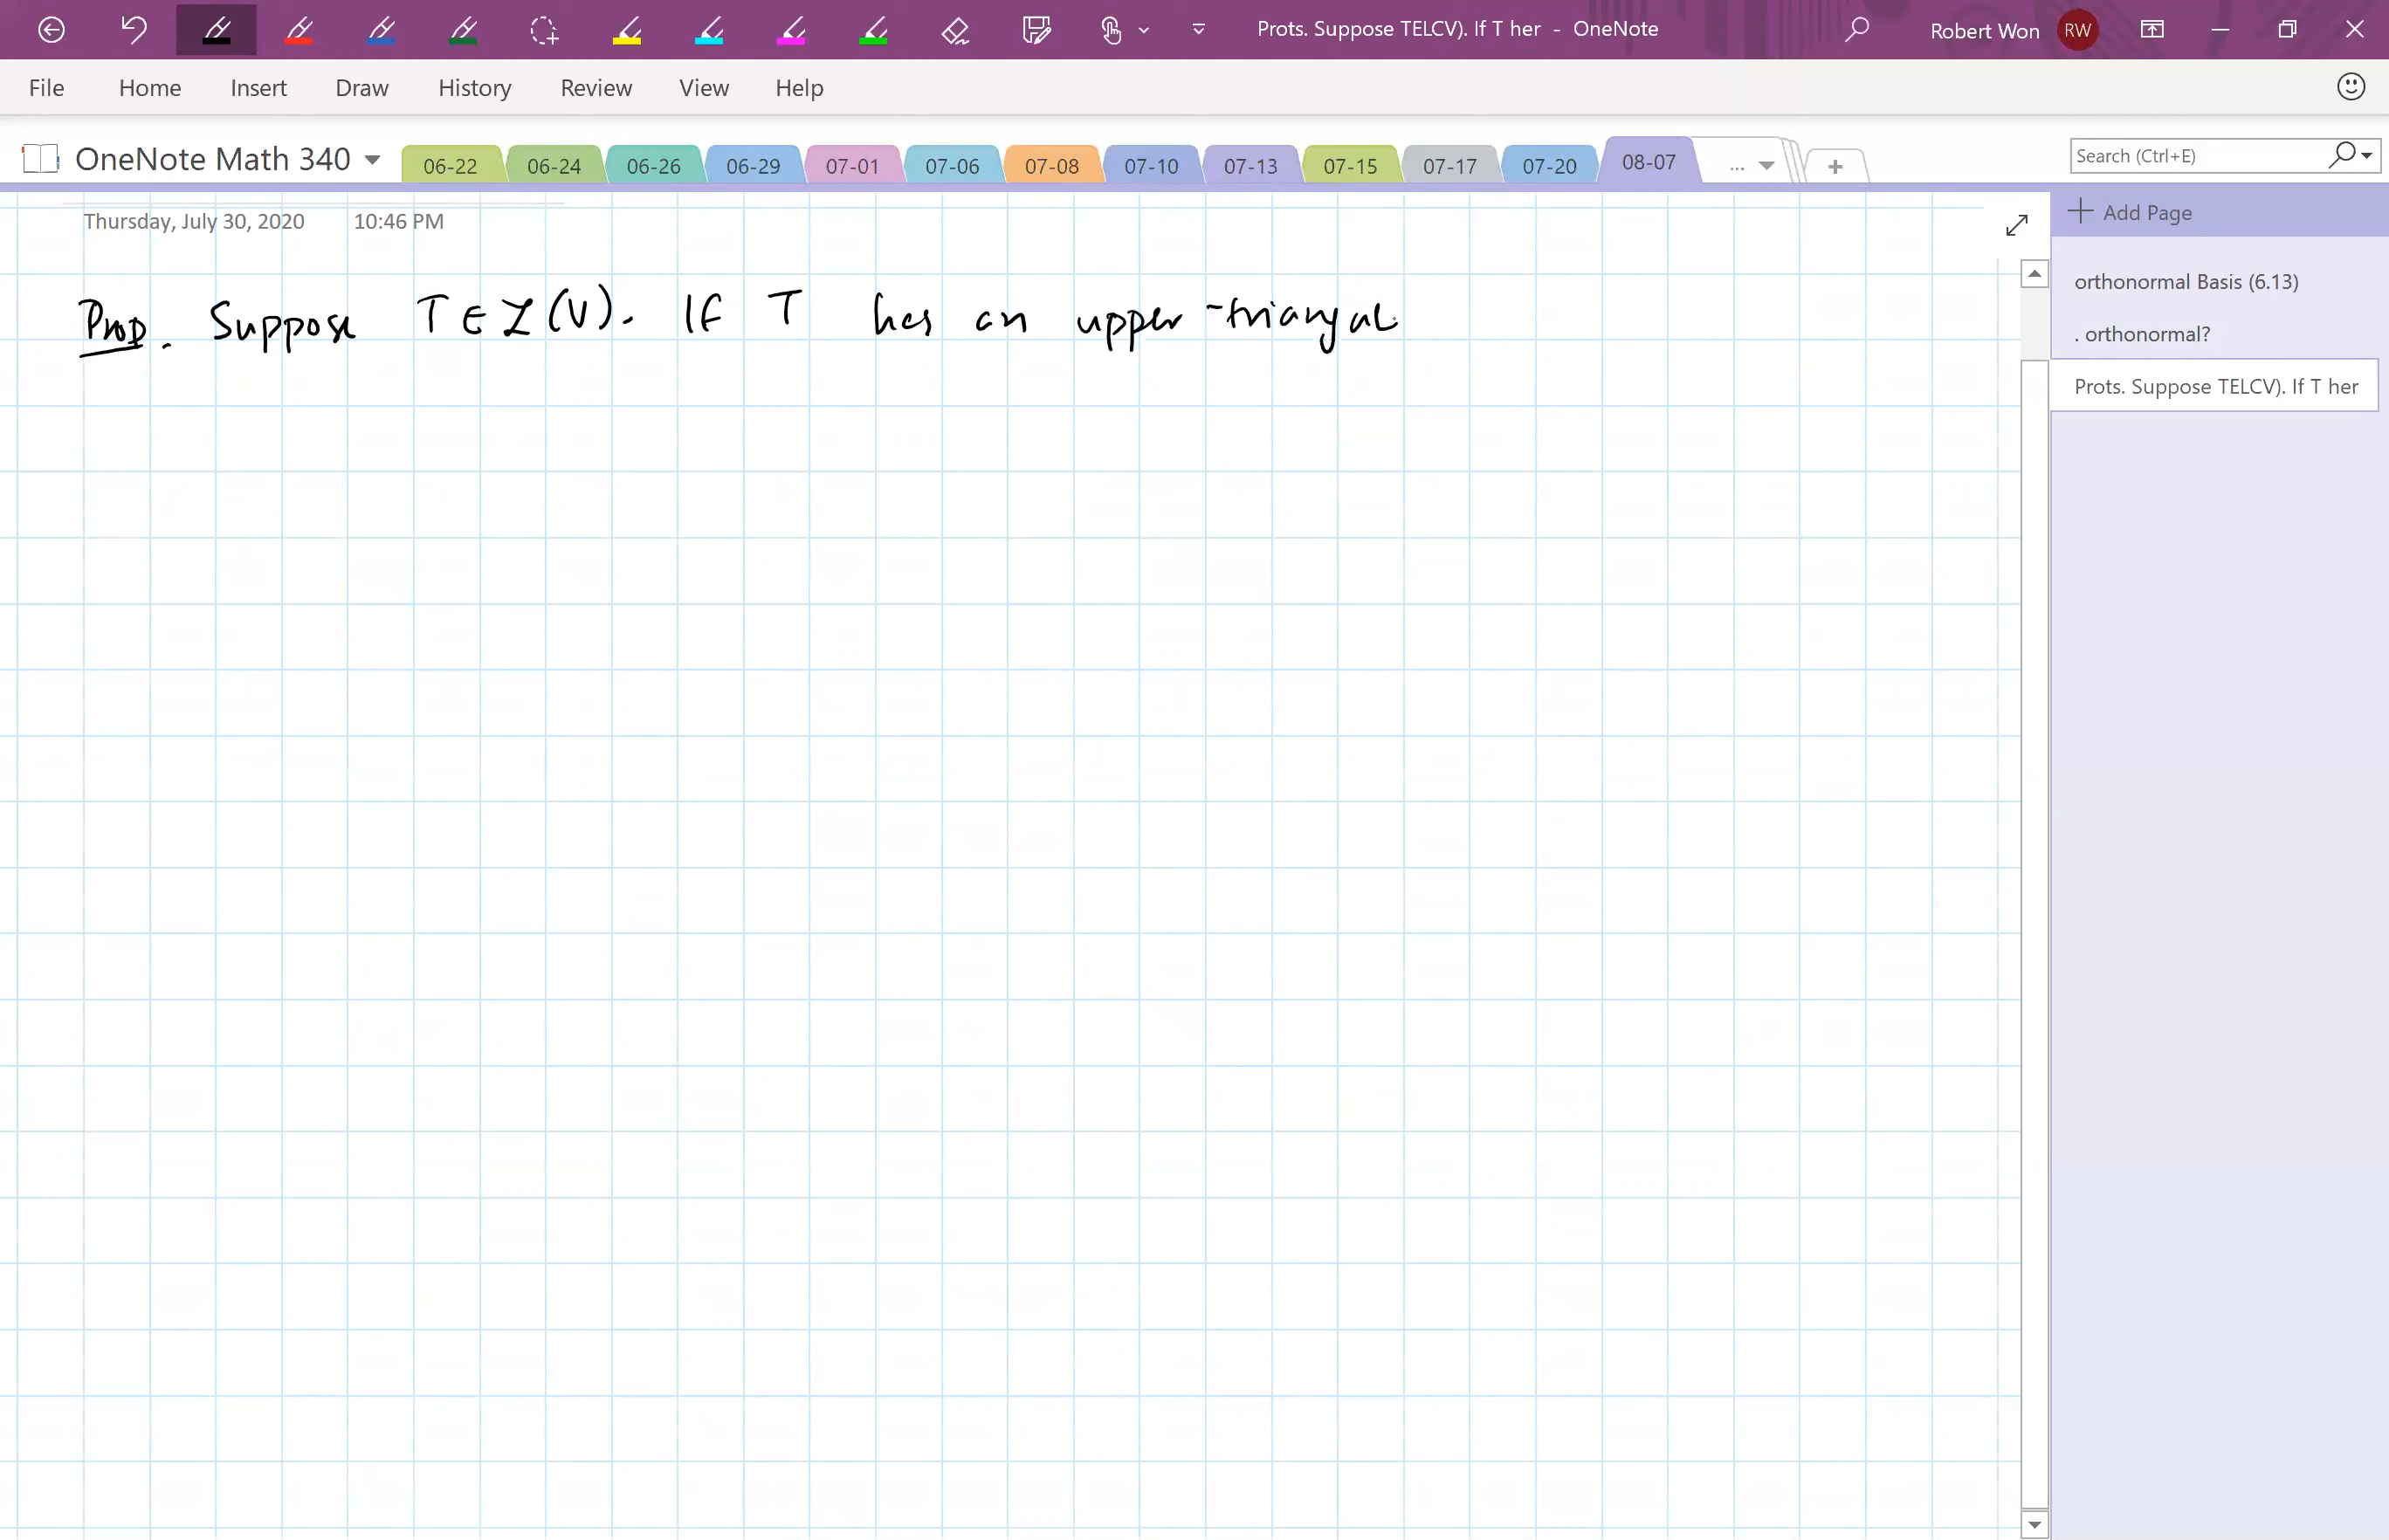 Prots. Suppose TELCV). If T her - OneNote
Robert Won RW
File Home Insert Draw History Review View Help
OneNote Math 340 06-22 06-24 06-26 06-29 07-01 07-06 07-08 07-10 07-13 07-15 07-17 07-20 08-07 ... +
Search (Ctrl+E)
Thursday, July 30, 2020 10:46 PM
Prop. Suppose T ∈ ℒ(V). If T has an upper-triangal
Add Page
orthonormal Basis (6.13)
. orthonormal?
Prots. Suppose TELCV). If T her